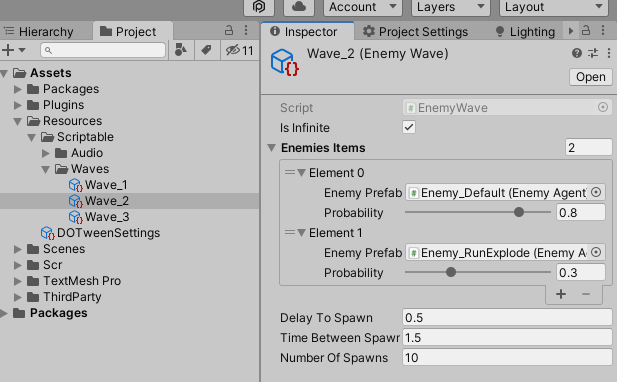 Account
Layers
Layout
Hierarchy
Project
Inspector
Project Settings
Lighting
11
Wave_2 (Enemy Wave)
Open
Assets
Packages
Plugins
Resources
Scriptable
Audio
Waves
Wave_1
Wave_2
Wave_3
DOTweenSettings
Scenes
Scr
TextMesh Pro
ThirdParty
Packages
Script
EnemyWave
Is Infinite
Enemies Items 2
Element 0
Enemy Prefab Enemy_Default (Enemy Agent
Probability 0.8
Element 1
Enemy Prefab Enemy_RunExplode (Enemy A
Probability 0.3
Delay To Spawn 0.5
Time Between Spawn 1.5
Number Of Spawns 10